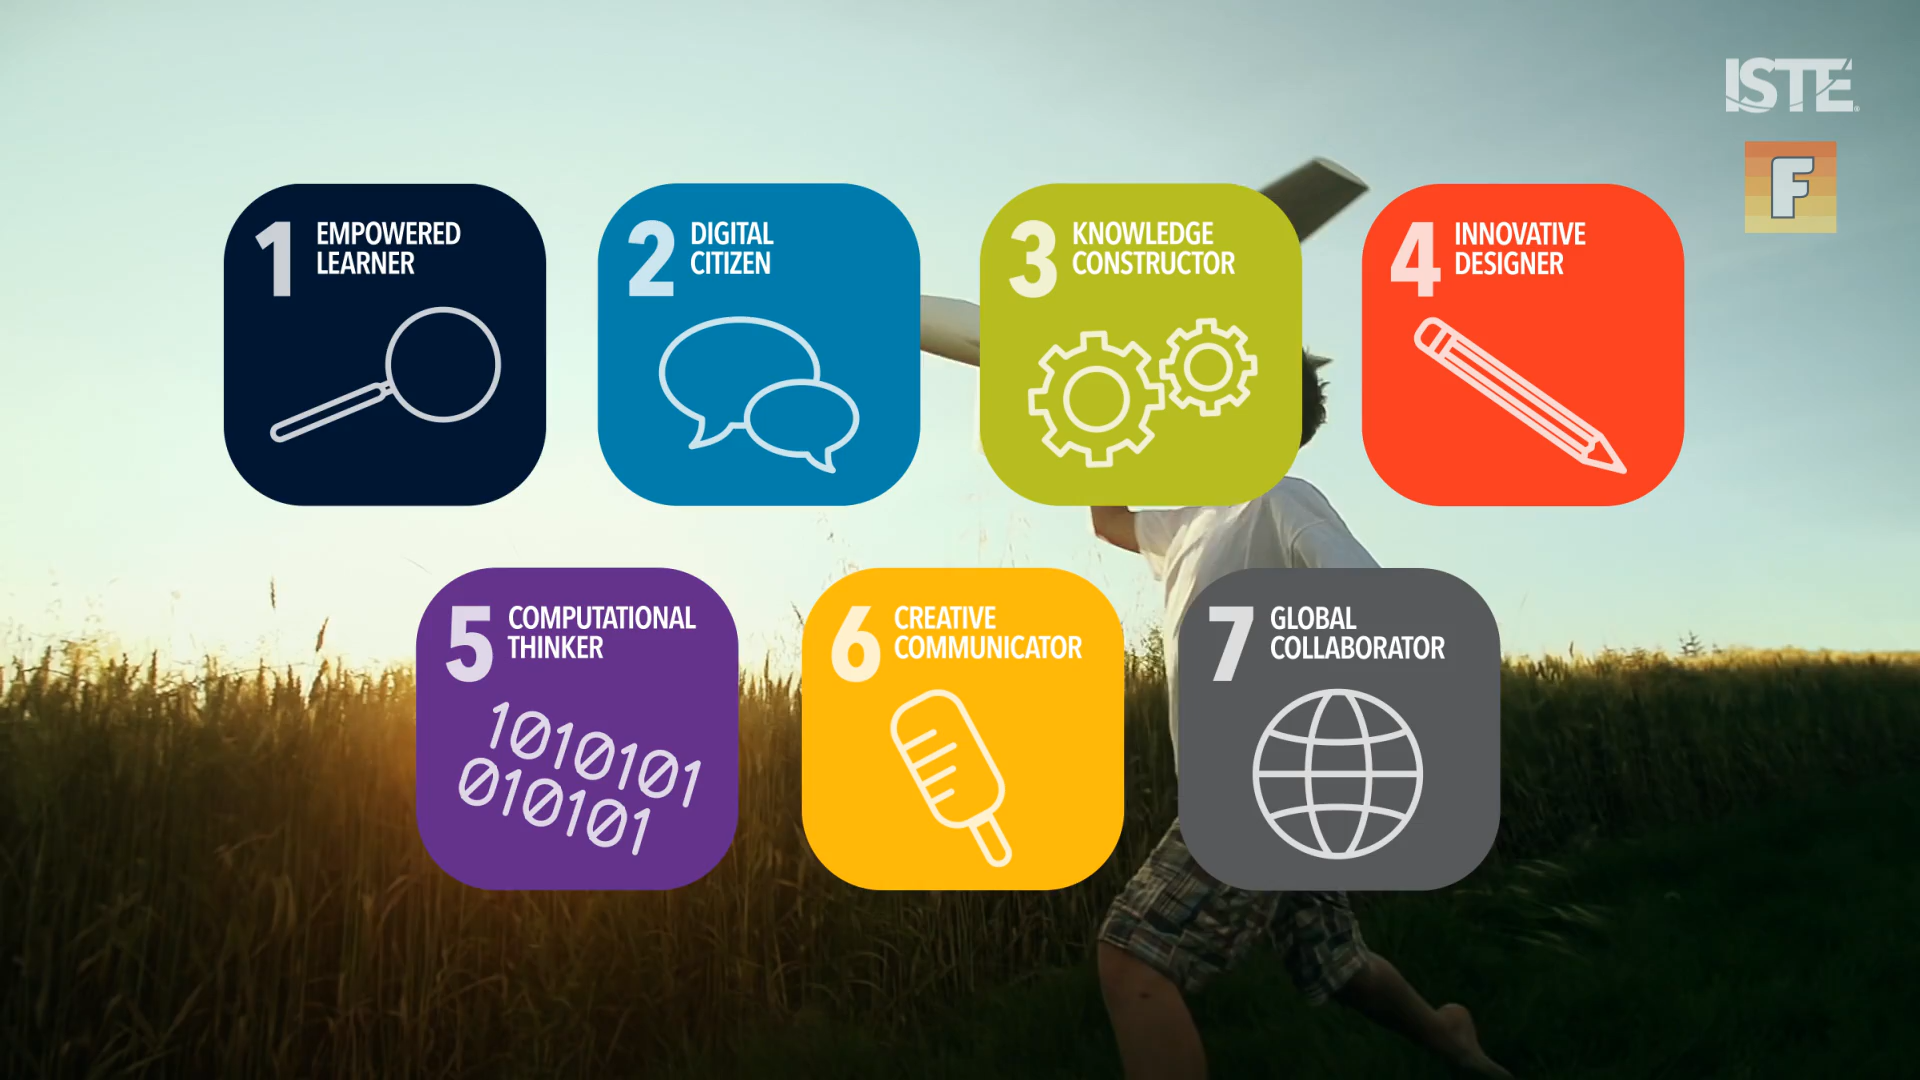 ISTE
F
1 EMPOWERED
LEARNER
2 DIGITAL
CITIZEN
3 KNOWLEDGE
CONSTRUCTOR
4 INNOVATIVE
DESIGNER
5 COMPUTATIONAL
THINKER
1010101
010101
6 CREATIVE
COMMUNICATOR
7 GLOBAL
COLLABORATOR